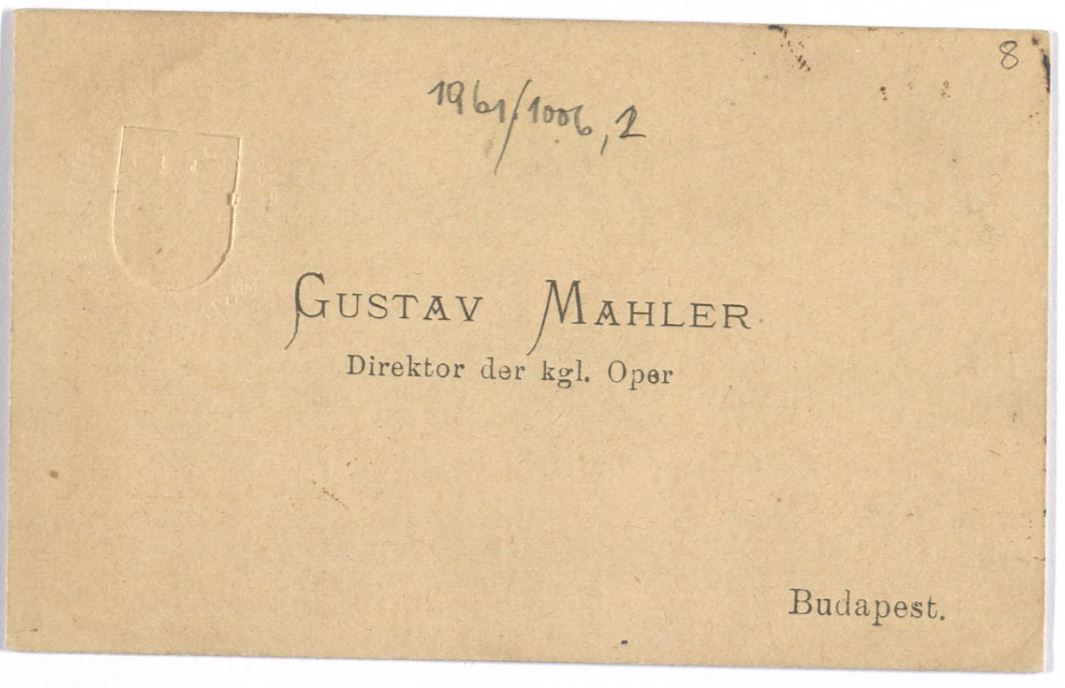 8
1961/1006,2
GUSTAV MAHLER
Direktor der kgl. Oper
Budapest.